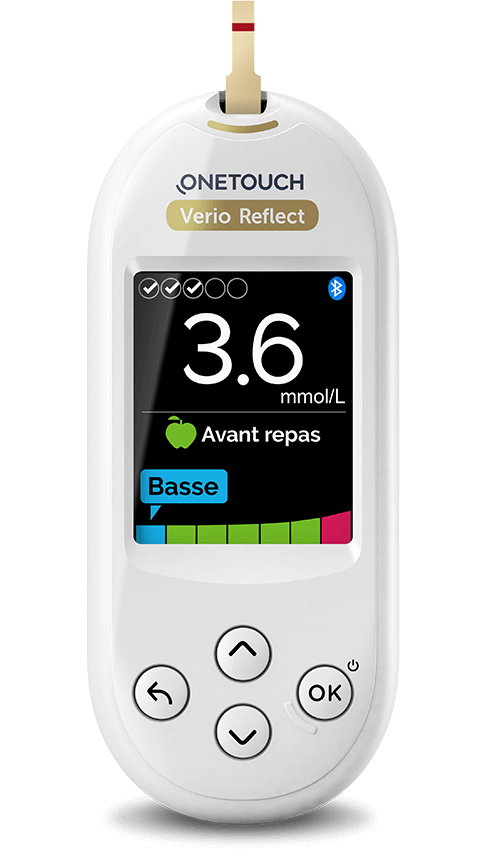 ONETOUCH
Verio Reflect
3.6
mmol/L
Avant repas
Basse
OK